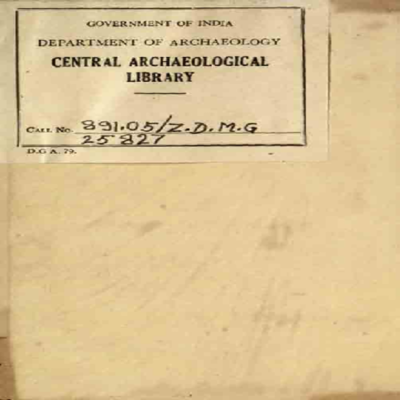 GOVERNMENT OF INDIA
DEPARTMENT OF ARCHAEOLOGY
CENTRAL ARCHAEOLOGICAL
LIBRARY
CALL No. 891.05/Z.D.M.G
25827
D.G A. 79.